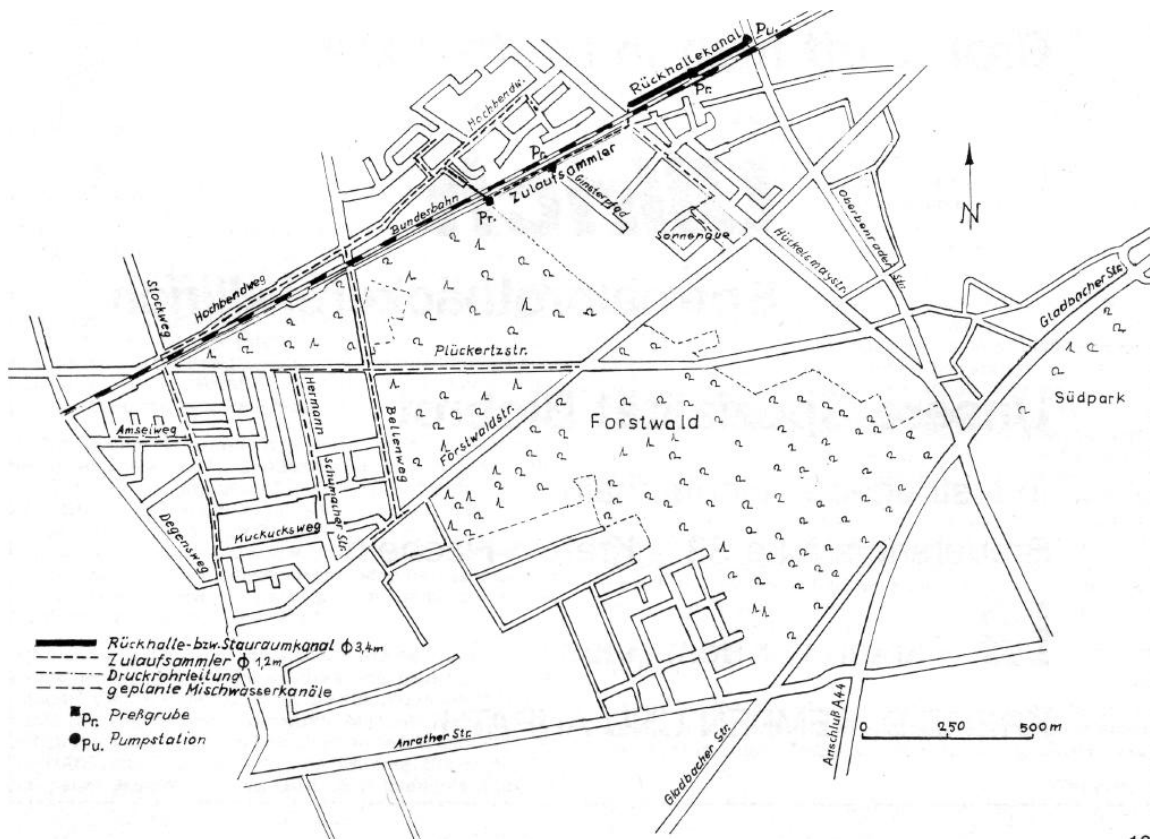 Pu.
Rückhaltekanal
Pr.
Hochbendw.
Pr.
Zulaufsammler
Ginsterpfad
Pr.
Bundesbahn
Sonnenaue
Oberbenrader Str.
Hückelsmaystr.
N
Gladbacher Str.
Stockweg
Hochbendweg
Plückertzstr.
Südpark
Hermann
Schumacher Str.
Bellenweg
Forstwaldstr.
Forstwald
Amselweg
Degensweg
Kuckucksweg
Rückhalte-bzw. Stauraumkanal ϕ 3,4m
Zulaufsammler ϕ 1,2m
Druckrohrleitung
geplante Mischwasserkanäle
Pr. Preßgrube
Pu. Pumpstation
Anrather Str.
Gladbacher Str.
Anschluß A44
0 250 500m